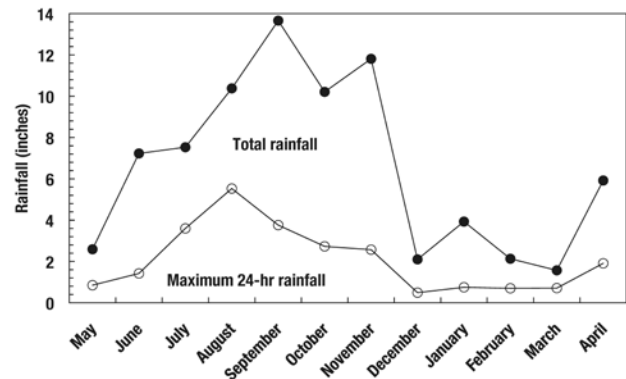 14
12
10
8
6
4
2
0
Rainfall (inches)
Total rainfall
Maximum 24-hr rainfall
May
June
July
August
September
October
November
December
January
February
March
April